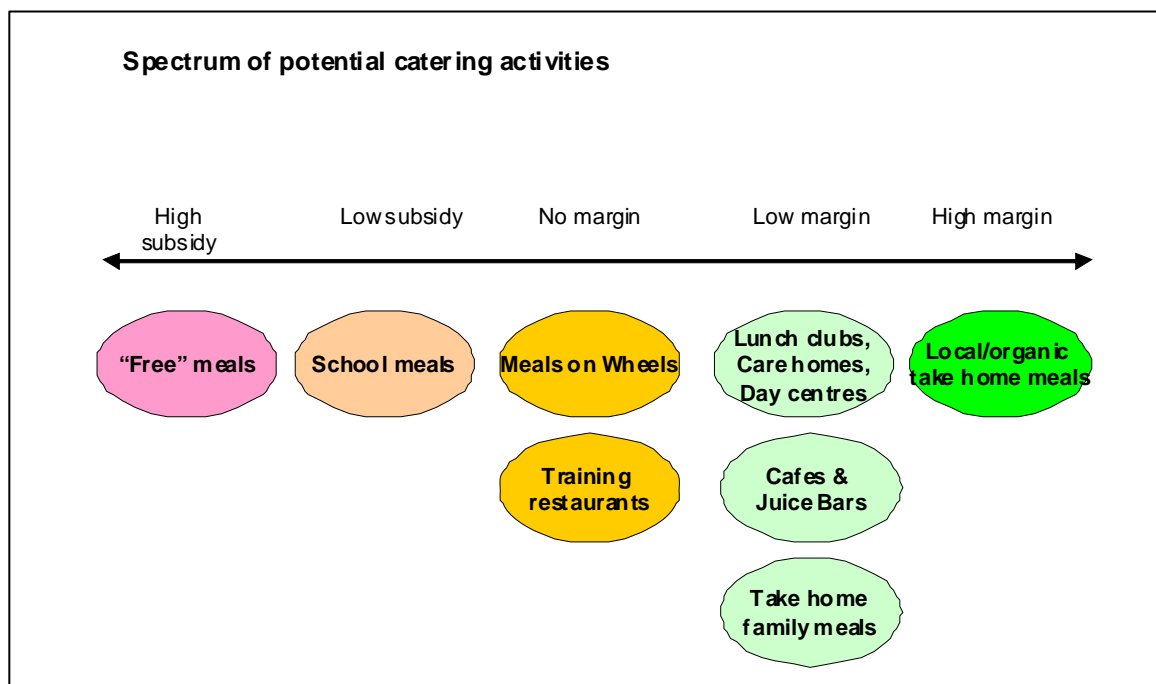 Spectrum of potential catering activities
High
subsidy
Low subsidy
No margin
Low margin
High margin
“Free” meals
School meals
Meals on Wheels
Lunch clubs,
Care homes,
Day centres
Local/organic
take home meals
Training
restaurants
Cafes &
Juice Bars
Take home
family meals